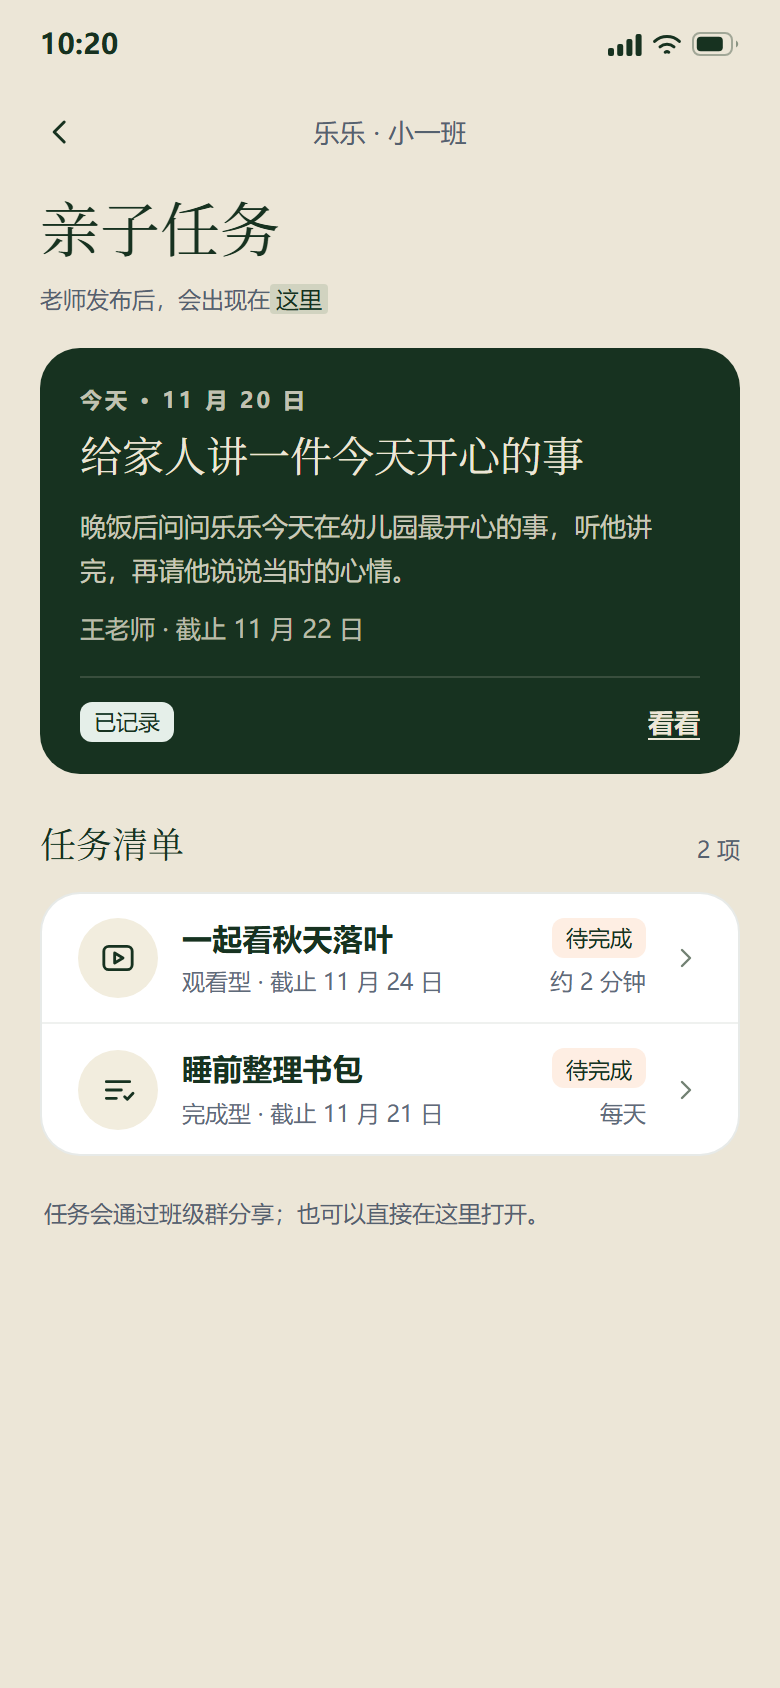 10:20
乐乐 · 小一班
亲子任务
老师发布后，会出现在这里
今天 • 11 月 20 日
给家人讲一件今天开心的事
晚饭后问问乐乐今天在幼儿园最开心的事，听他讲
完，再请他说说当时的心情。
王老师 · 截止 11 月 22 日
已记录
看看
任务清单
2 项
一起看秋天落叶
待完成
观看型 · 截止 11 月 24 日
约 2 分钟
睡前整理书包
待完成
完成型 · 截止 11 月 21 日
每天
任务会通过班级群分享；也可以直接在这里打开。